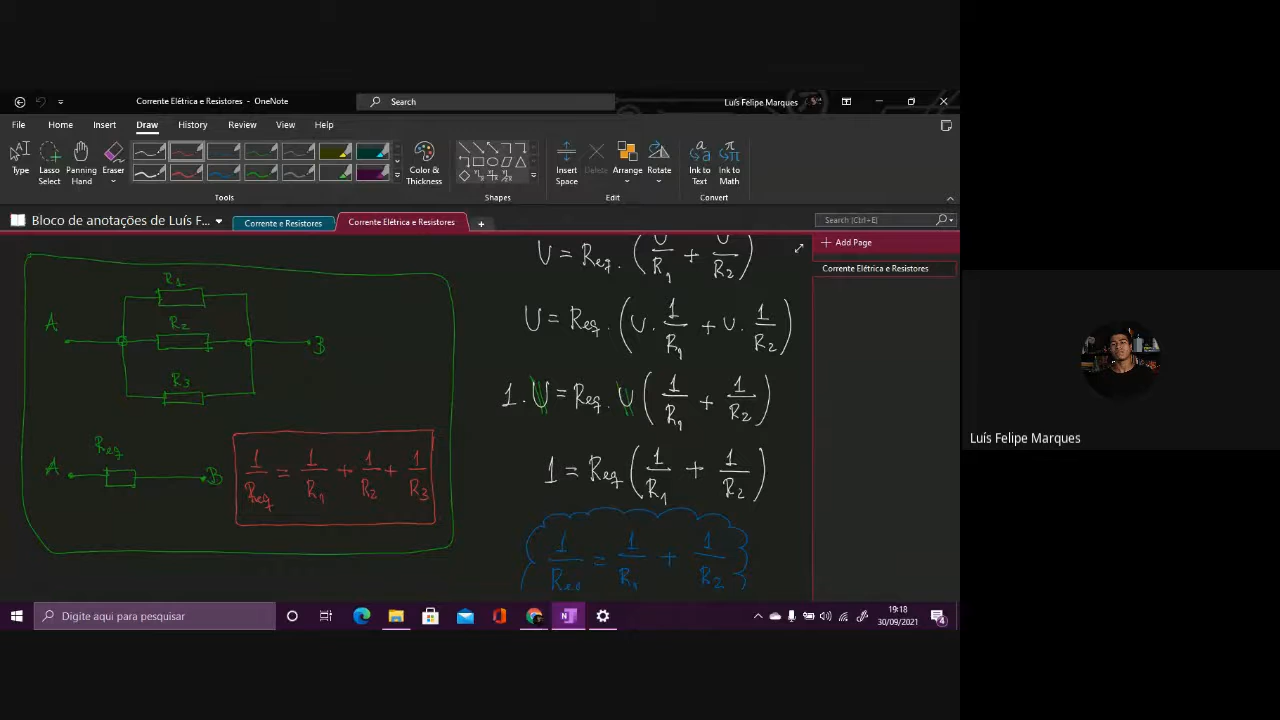 Corrente Elétrica e Resistores - OneNote
Search
Luís Felipe Marques
File Home Insert Draw History Review View Help
Type
Lasso Select
Panning Hand
Eraser
Color & Thickness
Insert Space
Delete
Arrange
Rotate
Ink to Text
Ink to Math
Tools
Shapes
Edit
Convert
Bloco de anotações de Luís F...
Corrente e Resistores
Corrente Elétrica e Resistores
Search (Ctrl+E)
Add Page
Corrente Elétrica e Resistores
R1
A
R2
B
R3
Req
A
B
1/Req = 1/R1 + 1/R2 + 1/R3
U = Req . (U/R1 + U/R2)
U = Req . (U . 1/R1 + U . 1/R2)
1 . U = Req . U (1/R1 + 1/R2)
1 = Req (1/R1 + 1/R2)
1/Req = 1/R1 + 1/R2
Luís Felipe Marques
Digite aqui para pesquisar
19:18
30/09/2021
4